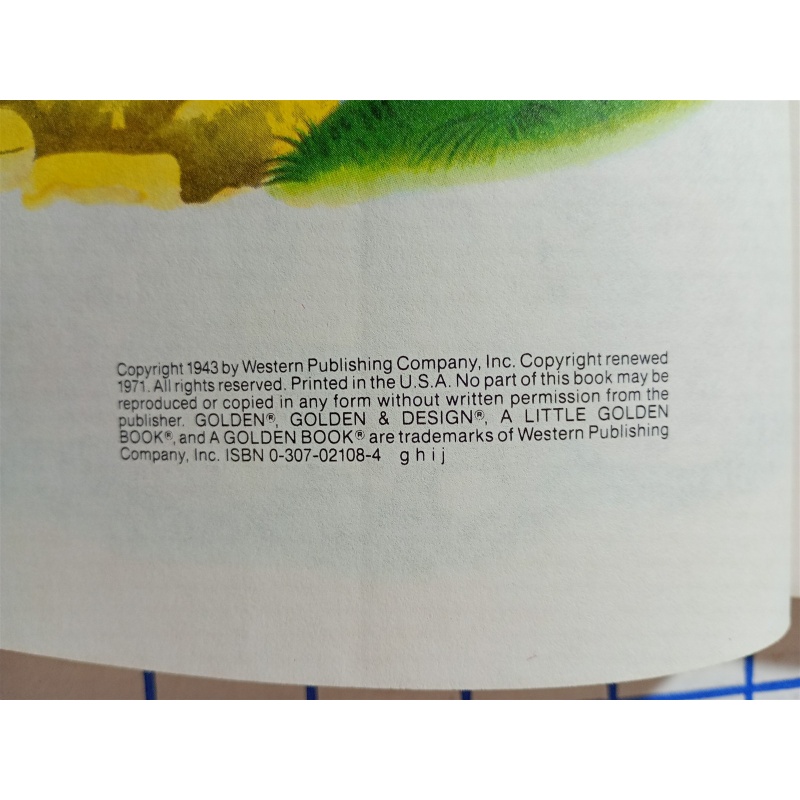 Copyright 1943 by Western Publishing Company, Inc. Copyright renewed
1971. All rights reserved. Printed in the U.S.A. No part of this book may be
reproduced or copied in any form without written permission from the
publisher. GOLDEN®, GOLDEN & DESIGN®, A LITTLE GOLDEN
BOOK®, and A GOLDEN BOOK® are trademarks of Western Publishing
Company, Inc. ISBN 0-307-02108-4 g h i j